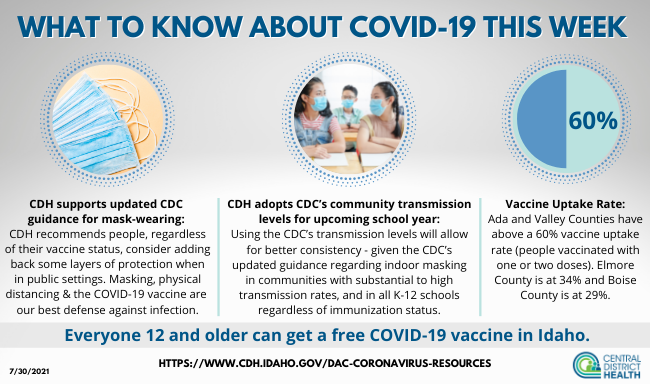 WHAT TO KNOW ABOUT COVID-19 THIS WEEK
60%
CDH supports updated CDC
guidance for mask-wearing:
CDH recommends people, regardless
of their vaccine status, consider adding
back some layers of protection when
in public settings. Masking, physical
distancing & the COVID-19 vaccine are
our best defense against infection.
CDH adopts CDC's community transmission
levels for upcoming school year:
Using the CDC's transmission levels will allow
for better consistency - given the CDC's
updated guidance regarding indoor masking
in communities with substantial to high
transmission rates, and in all K-12 schools
regardless of immunization status.
Vaccine Uptake Rate:
Ada and Valley Counties have
above a 60% vaccine uptake
rate (people vaccinated with
one or two doses). Elmore
County is at 34% and Boise
County is at 29%.
Everyone 12 and older can get a free COVID-19 vaccine in Idaho.
7/30/2021
HTTPS://WWW.CDH.IDAHO.GOV/DAC-CORONAVIRUS-RESOURCES
CENTRAL
DISTRICT
HEALTH